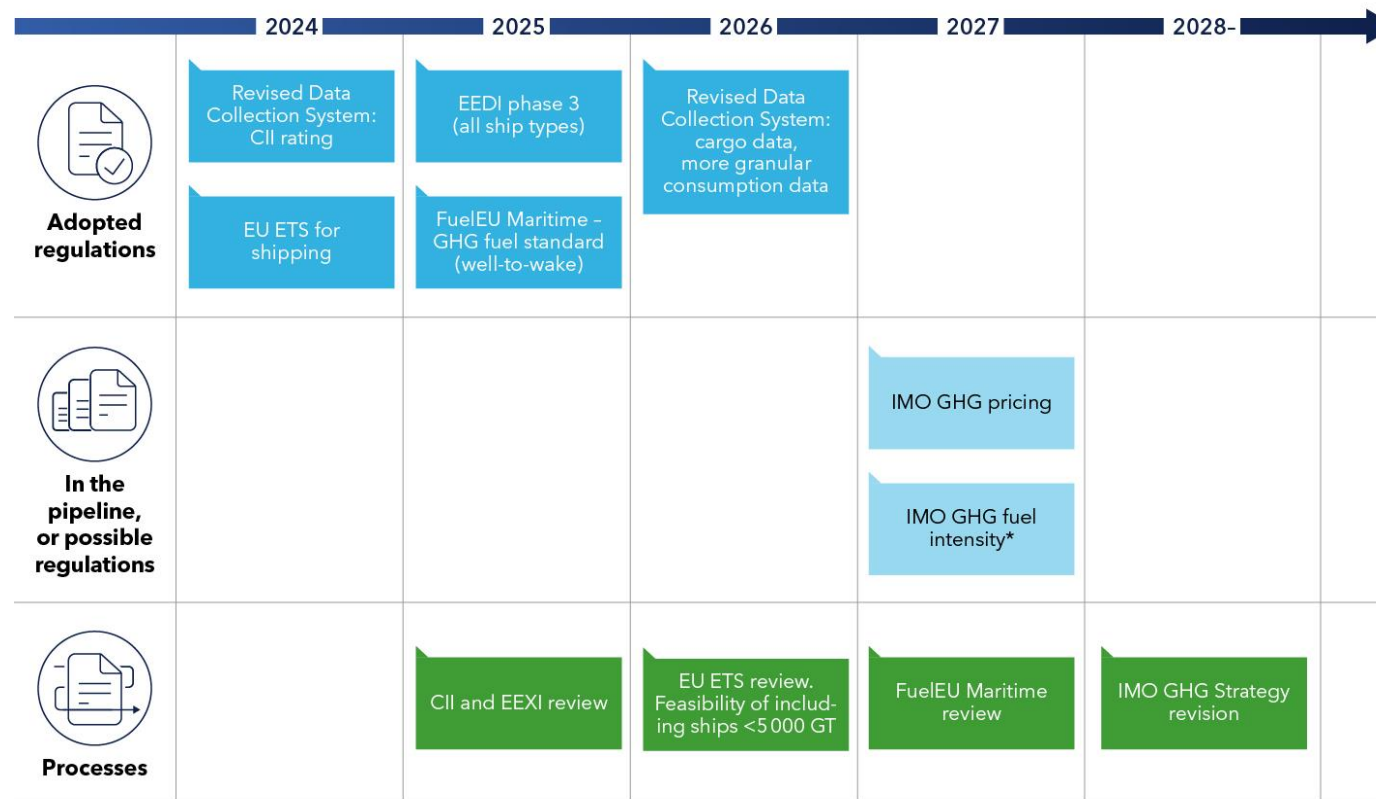 2024
2025
2026
2027
2028-
Adopted
regulations
Revised Data
Collection System:
CII rating
EU ETS for
shipping
EEDI phase 3
(all ship types)
FuelEU Maritime –
GHG fuel standard
(well-to-wake)
Revised Data
Collection System:
cargo data,
more granular
consumption data
In the
pipeline,
or possible
regulations
IMO GHG pricing
IMO GHG fuel
intensity*
Processes
CII and EEXI review
EU ETS review.
Feasibility of includ-
ing ships <5 000 GT
FuelEU Maritime
review
IMO GHG Strategy
revision